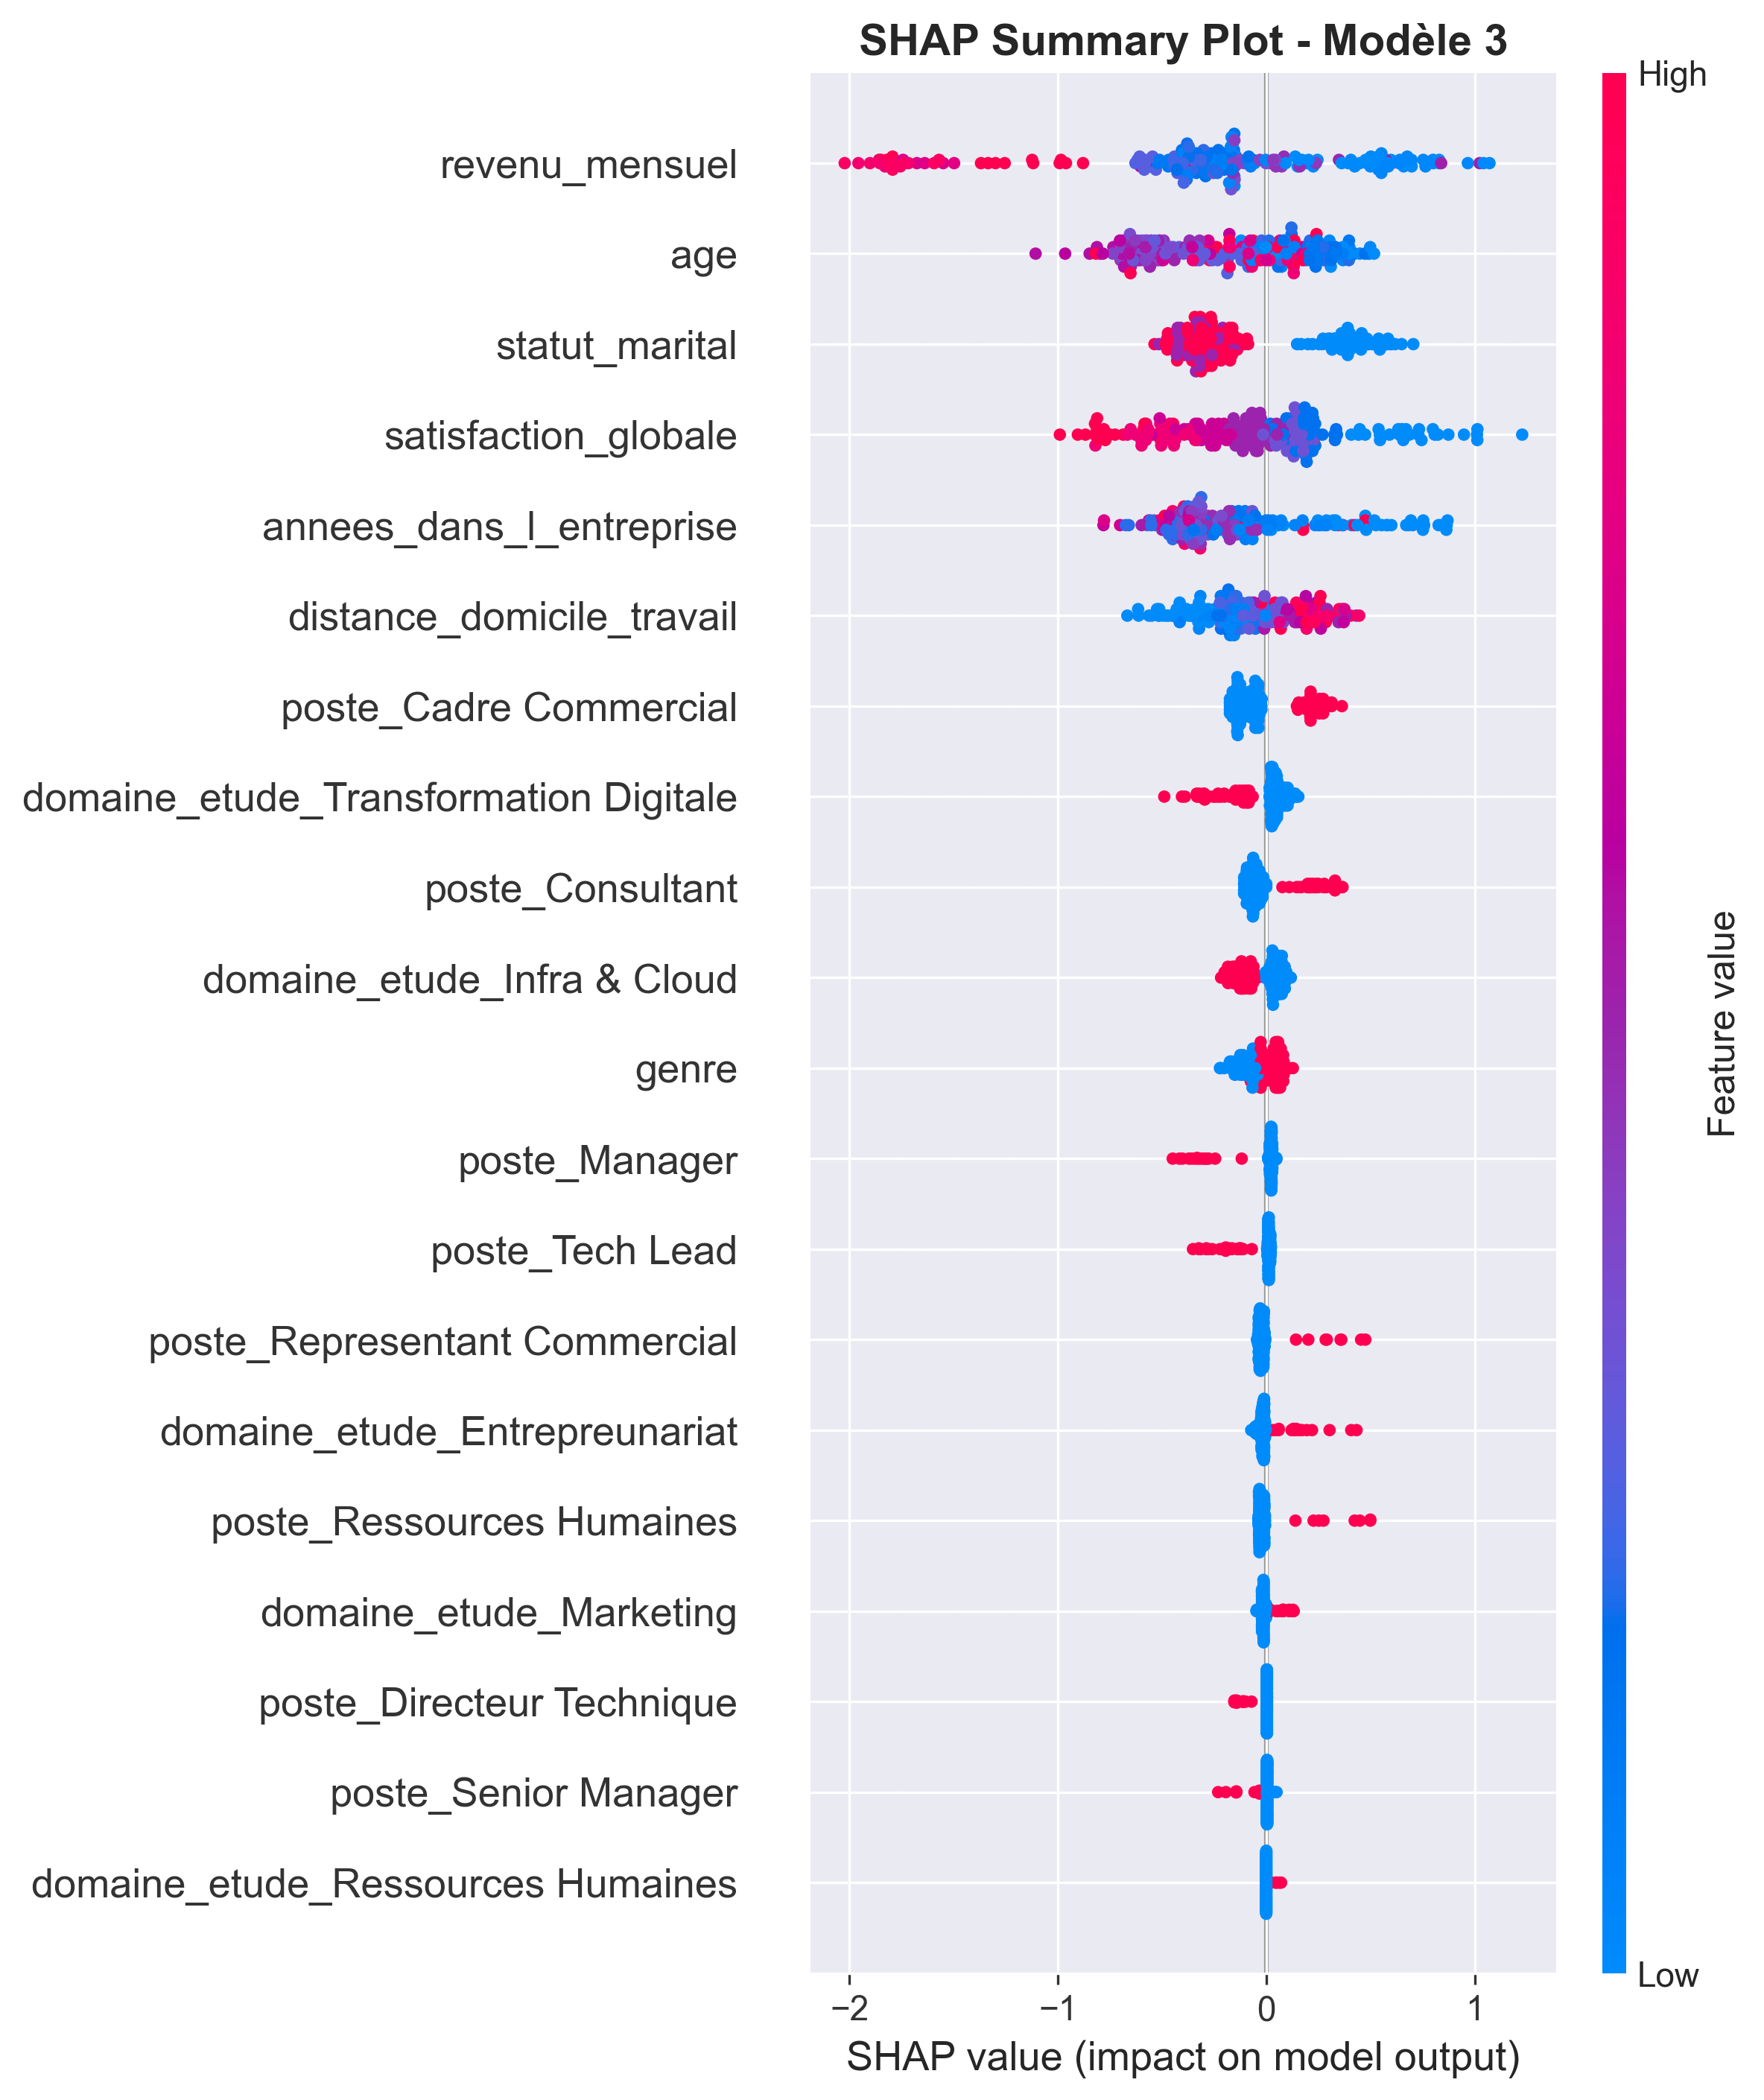 SHAP Summary Plot - Modèle 3
High
revenu_mensuel
age
statut_marital
satisfaction_globale
annees_dans_l_entreprise
distance_domicile_travail
poste_Cadre Commercial
domaine_etude_Transformation Digitale
poste_Consultant
domaine_etude_Infra & Cloud
genre
poste_Manager
poste_Tech Lead
poste_Representant Commercial
domaine_etude_Entrepreunariat
poste_Ressources Humaines
domaine_etude_Marketing
poste_Directeur Technique
poste_Senior Manager
domaine_etude_Ressources Humaines
Feature value
Low
−2 −1 0 1
SHAP value (impact on model output)